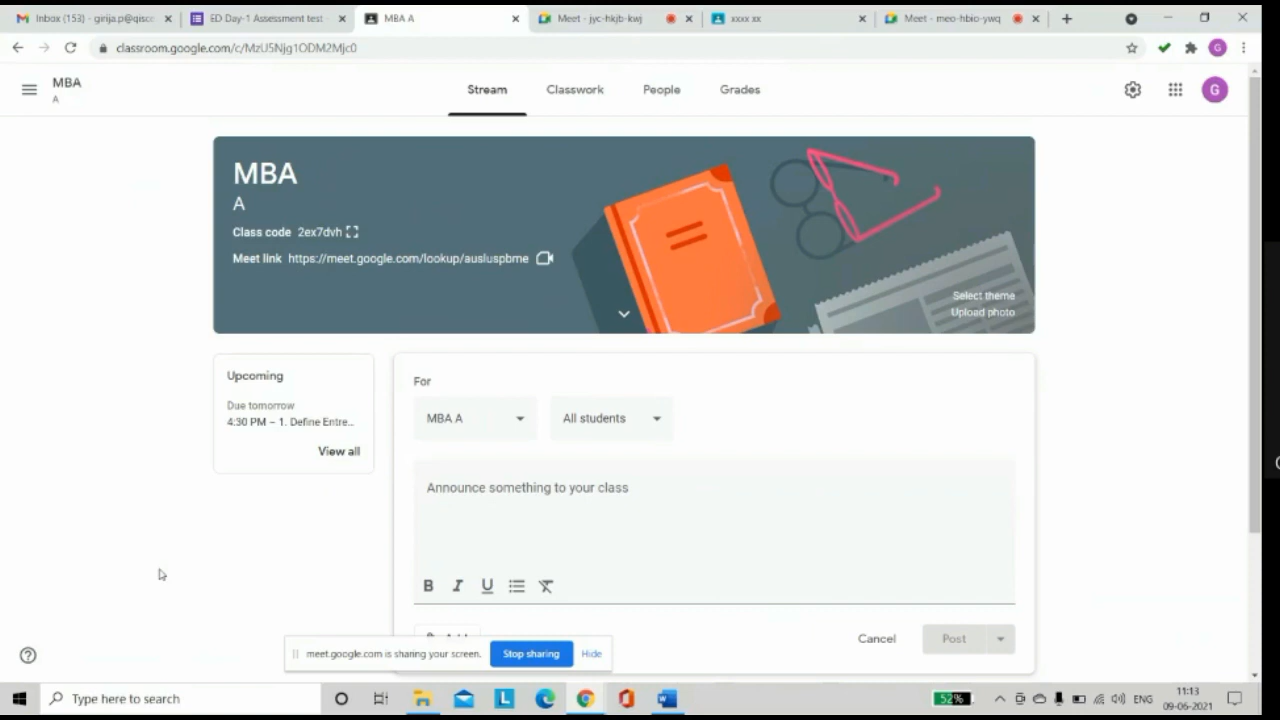 Inbox (153) - girija.p@qisc
ED Day-1 Assessment test
MBA A
Meet - jyc-hkjb-kwj
xxxx xx
Meet - meo-hbio-ywq
classroom.google.com/c/MzU5Njg1ODM2Mjc0
G
MBA
A
Stream
Classwork
People
Grades
G
MBA
A
Class code 2ex7dvh
Meet link https://meet.google.com/lookup/ausluspbme
Select theme
Upload photo
Upcoming
Due tomorrow
4:30 PM – 1. Define Entre...
View all
For
MBA A
All students
Announce something to your class
B I U
Cancel
Post
meet.google.com is sharing your screen.
Stop sharing
Hide
Type here to search
52%
ENG
11:13
09-06-2021